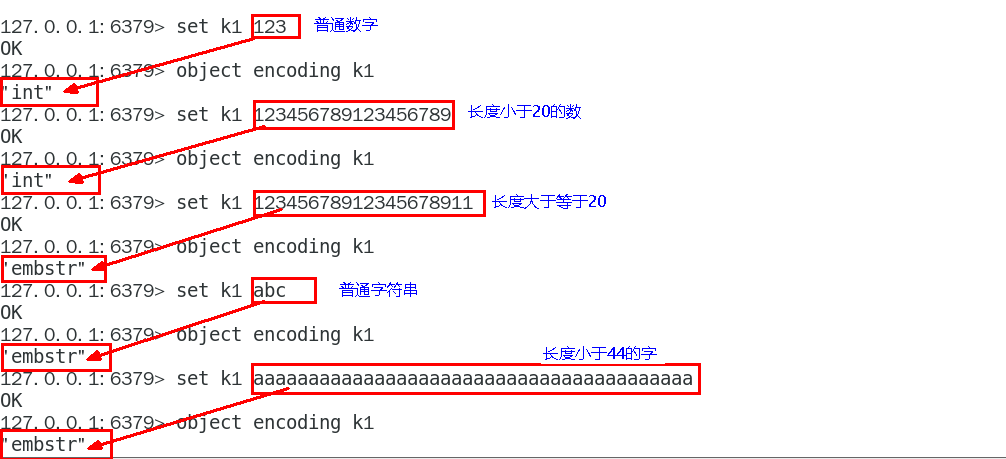 127.0.0.1:6379> set k1 123 普通数字
OK
127.0.0.1:6379> object encoding k1
"int"
127.0.0.1:6379> set k1 123456789123456789 长度小于20的数
OK
127.0.0.1:6379> object encoding k1
"int"
127.0.0.1:6379> set k1 12345678912345678911 长度大于等于20
OK
127.0.0.1:6379> object encoding k1
"embstr"
127.0.0.1:6379> set k1 abc 普通字符串
OK
127.0.0.1:6379> object encoding k1
"embstr"
长度小于44的字
127.0.0.1:6379> set k1 aaaaaaaaaaaaaaaaaaaaaaaaaaaaaaaaaaaaaaaa
OK
127.0.0.1:6379> object encoding k1
"embstr"